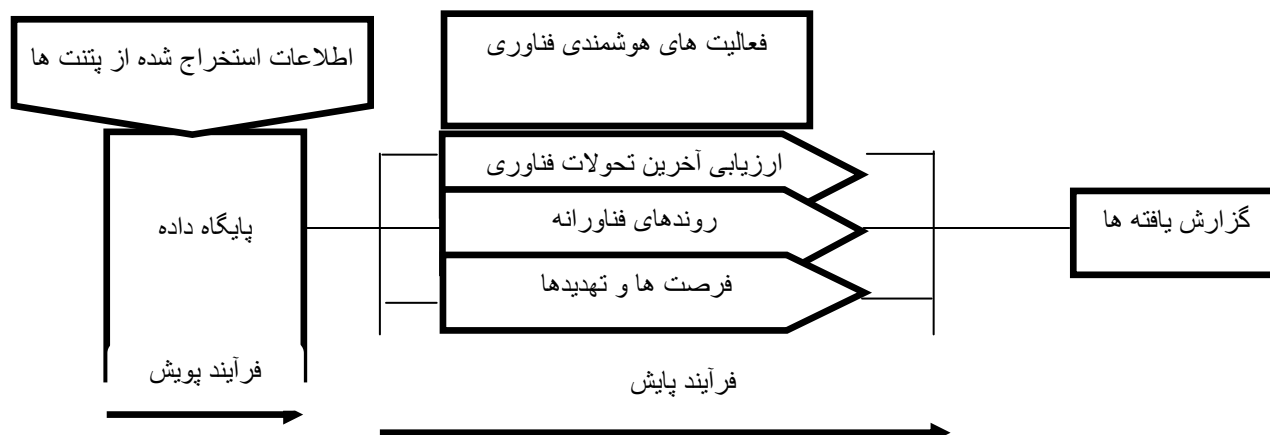 فعالیت های هوشمندی فناوری
اطلاعات استخراج شده از پتنت ها
ارزیابی آخرین تحولات فناوری
روندهای فناورانه
پایگاه داده
گزارش یافته ها
فرصت ها و تهدیدها
فرآیند پویش
فرآیند پایش